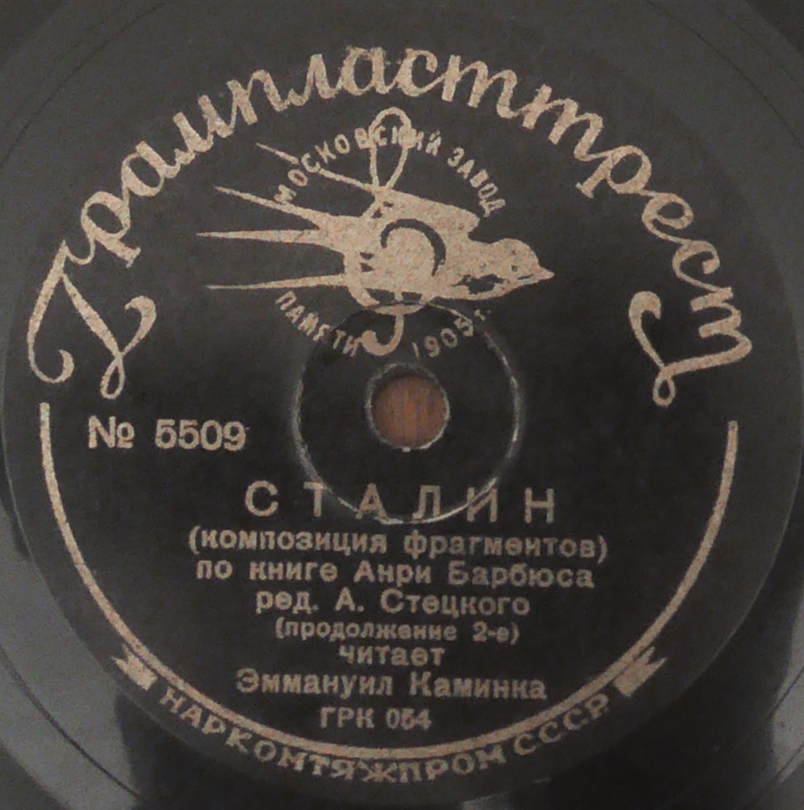 Грампласттрест
МОСКОВСКИЙ ЗАВОД
ПАМЯТИ 1905 г.
№ 5509
СТАЛИН
(композиция фрагментов)
по книге Анри Барбюса
ред. А. Стецкого
(продолжение 2-е)
читает
Эммануил Каминка
ГРК 054
НАРКОМТЯЖПРОМ СССР